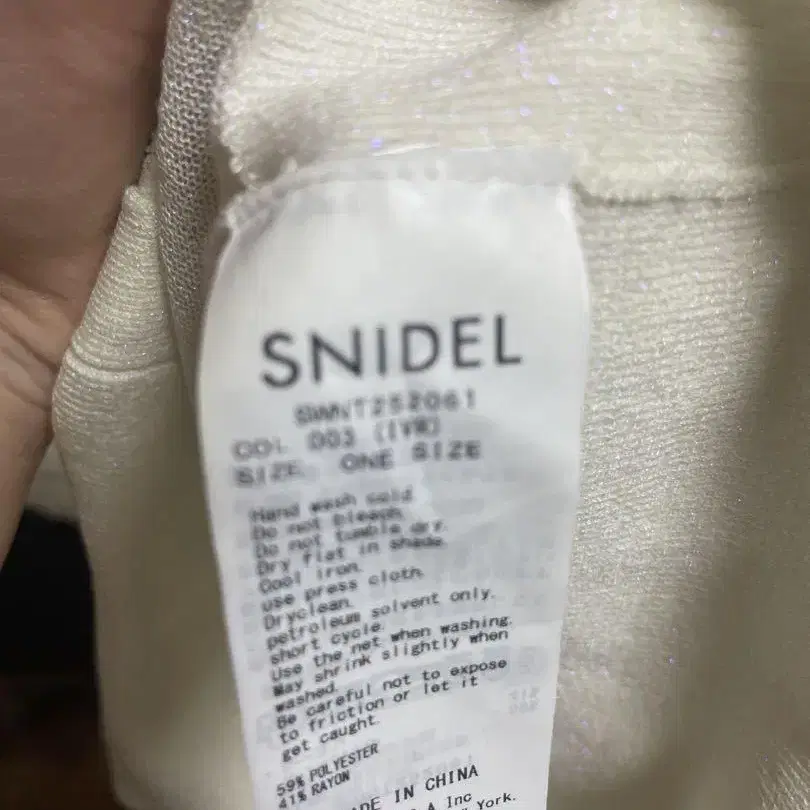 SNIDEL
SWNT252061
COL 003 (IVR)
SIZE ONE SIZE
Hand wash cold.
Do not bleach.
Do not tumble dry.
Dry flat in shade.
Cool iron.
use press cloth.
Dryclean.
petroleum solvent only.
short cycle.
Use the net when washing.
May shrink slightly when
washed.
Be careful not to expose
to friction or let it
get caught.
59% POLYESTER
41% RAYON
DE IN CHINA
A Inc
York.